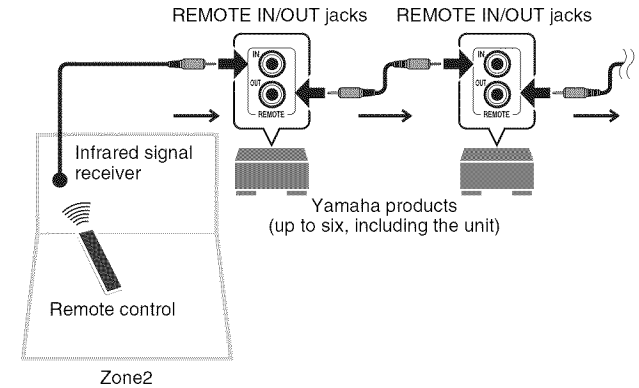 REMOTE IN/OUT jacks
REMOTE IN/OUT jacks
IN
OUT
REMOTE
IN
OUT
REMOTE
Infrared signal
receiver
Yamaha products
(up to six, including the unit)
Remote control
Zone2